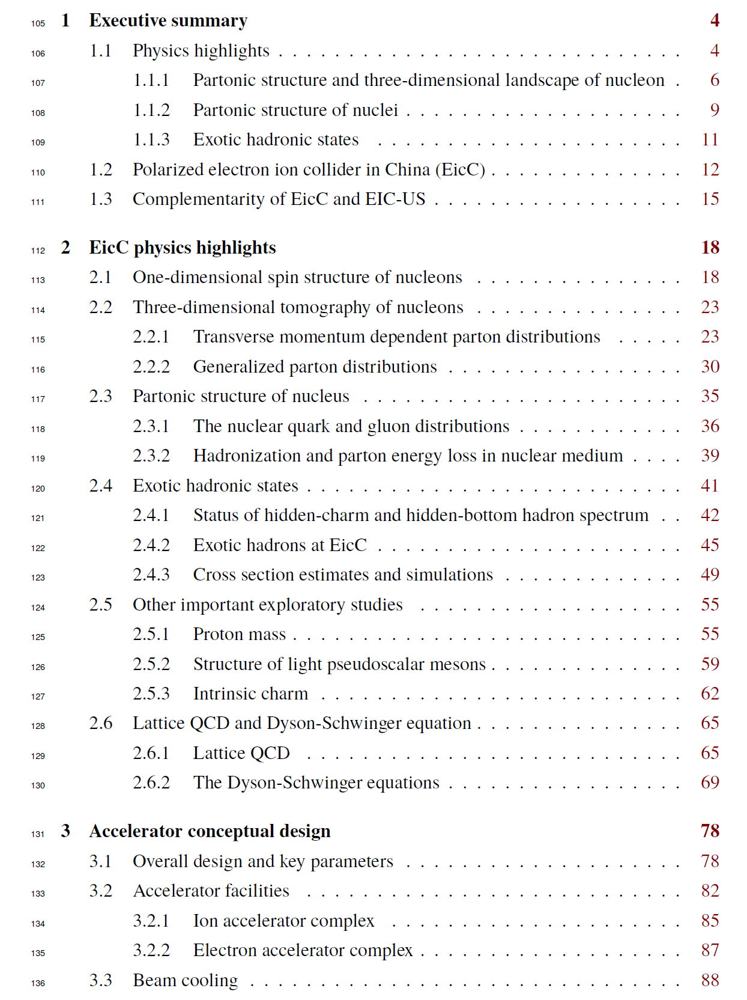 105 1 Executive summary 4
106 1.1 Physics highlights . . . . . . . . . . . . . . . . . . . . . . . . . . . . . 4
107 1.1.1 Partonic structure and three-dimensional landscape of nucleon . 6
108 1.1.2 Partonic structure of nuclei . . . . . . . . . . . . . . . . . . . . 9
109 1.1.3 Exotic hadronic states . . . . . . . . . . . . . . . . . . . . . . 11
110 1.2 Polarized electron ion collider in China (EicC) . . . . . . . . . . . . . . 12
111 1.3 Complementarity of EicC and EIC-US . . . . . . . . . . . . . . . . . . 15
112 2 EicC physics highlights 18
113 2.1 One-dimensional spin structure of nucleons . . . . . . . . . . . . . . . 18
114 2.2 Three-dimensional tomography of nucleons . . . . . . . . . . . . . . . 23
115 2.2.1 Transverse momentum dependent parton distributions . . . . . 23
116 2.2.2 Generalized parton distributions . . . . . . . . . . . . . . . . . 30
117 2.3 Partonic structure of nucleus . . . . . . . . . . . . . . . . . . . . . . . 35
118 2.3.1 The nuclear quark and gluon distributions . . . . . . . . . . . . 36
119 2.3.2 Hadronization and parton energy loss in nuclear medium . . . . 39
120 2.4 Exotic hadronic states . . . . . . . . . . . . . . . . . . . . . . . . . . . 41
121 2.4.1 Status of hidden-charm and hidden-bottom hadron spectrum . . 42
122 2.4.2 Exotic hadrons at EicC . . . . . . . . . . . . . . . . . . . . . . 45
123 2.4.3 Cross section estimates and simulations . . . . . . . . . . . . . 49
124 2.5 Other important exploratory studies . . . . . . . . . . . . . . . . . . . 55
125 2.5.1 Proton mass . . . . . . . . . . . . . . . . . . . . . . . . . . . . 55
126 2.5.2 Structure of light pseudoscalar mesons . . . . . . . . . . . . . . 59
127 2.5.3 Intrinsic charm . . . . . . . . . . . . . . . . . . . . . . . . . . 62
128 2.6 Lattice QCD and Dyson-Schwinger equation . . . . . . . . . . . . . . . 65
129 2.6.1 Lattice QCD . . . . . . . . . . . . . . . . . . . . . . . . . . . 65
130 2.6.2 The Dyson-Schwinger equations . . . . . . . . . . . . . . . . . 69
131 3 Accelerator conceptual design 78
132 3.1 Overall design and key parameters . . . . . . . . . . . . . . . . . . . . 78
133 3.2 Accelerator facilities . . . . . . . . . . . . . . . . . . . . . . . . . . . 82
134 3.2.1 Ion accelerator complex . . . . . . . . . . . . . . . . . . . . . 85
135 3.2.2 Electron accelerator complex . . . . . . . . . . . . . . . . . . . 87
136 3.3 Beam cooling . . . . . . . . . . . . . . . . . . . . . . . . . . . . . . . 88